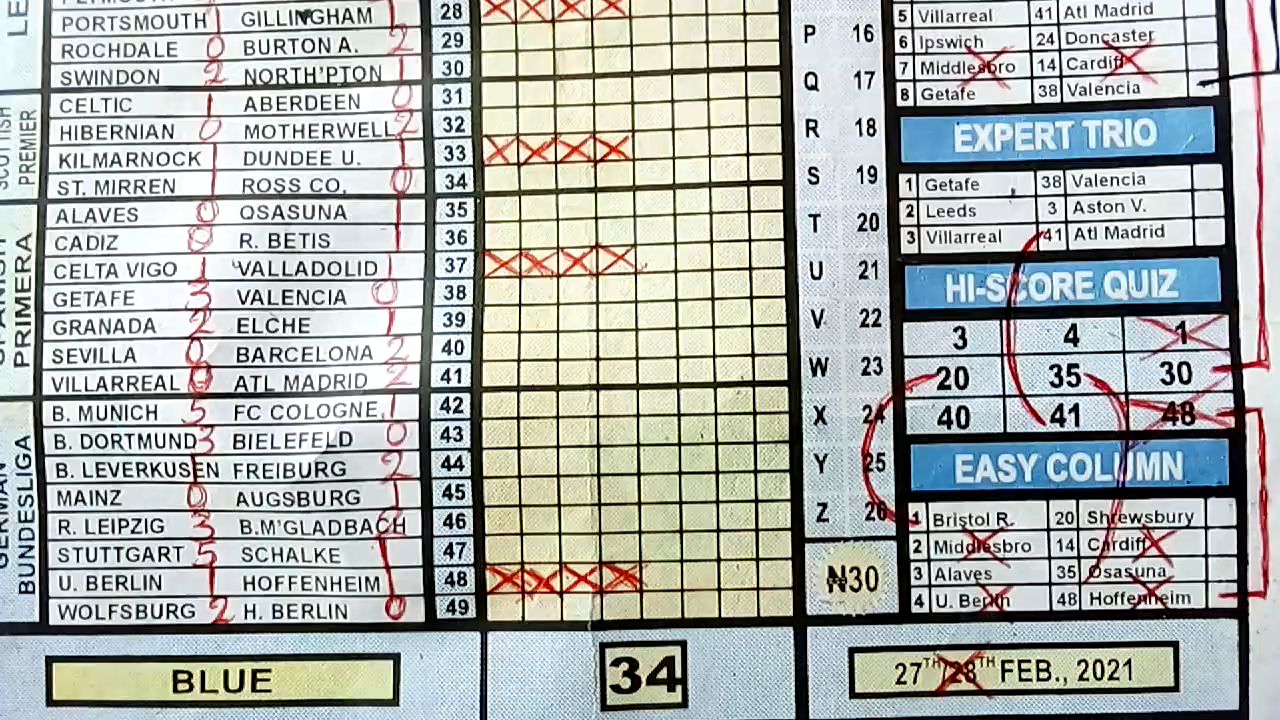 PORTSMOUTH 1 GILLINGHAM 1 28
ROCHDALE 0 BURTON A. 2 29
SWINDON 2 NORTH'PTON 1 30
SCOTTISH PREMIER
CELTIC 1 ABERDEEN 0 31
HIBERNIAN 0 MOTHERWELL 2 32
KILMARNOCK 1 DUNDEE U. 1 33
ST. MIRREN 1 ROSS CO. 0 34
PRIMERA
ALAVES 0 OSASUNA 1 35
CADIZ 0 R. BETIS 1 36
CELTA VIGO 1 VALLADOLID 1 37
GETAFE 3 VALENCIA 0 38
GRANADA 2 ELCHE 1 39
SEVILLA 0 BARCELONA 2 40
VILLARREAL 0 ATL MADRID 2 41
GERMAN BUNDESLIGA
B. MUNICH 5 FC COLOGNE 1 42
B. DORTMUND 3 BIELEFELD 0 43
B. LEVERKUSEN 1 FREIBURG 2 44
MAINZ 0 AUGSBURG 1 45
R. LEIPZIG 3 B.M'GLADBACH 46
STUTTGART 5 SCHALKE 1 47
U. BERLIN 1 HOFFENHEIM 1 48
WOLFSBURG 2 H. BERLIN 0 49
BLUE
34
P 16
Q 17
R 18
S 19
T 20
U 21
V 22
W 23
X 24
Y 25
Z 26
₦30
5 Villarreal 41 Atl Madrid
6 Ipswich 24 Doncaster
7 Middlesbro 14 Cardiff
8 Getafe 38 Valencia
EXPERT TRIO
1 Getafe 38 Valencia
2 Leeds 3 Aston V.
3 Villarreal 41 Atl Madrid
HI-SCORE QUIZ
3 4 1
20 35 30
40 41 48
EASY COLUMN
1 Bristol R. 20 Shrewsbury
2 Middlesbro 14 Cardiff
3 Alaves 35 Osasuna
4 U. Berlin 48 Hoffenheim
27TH/28TH FEB., 2021